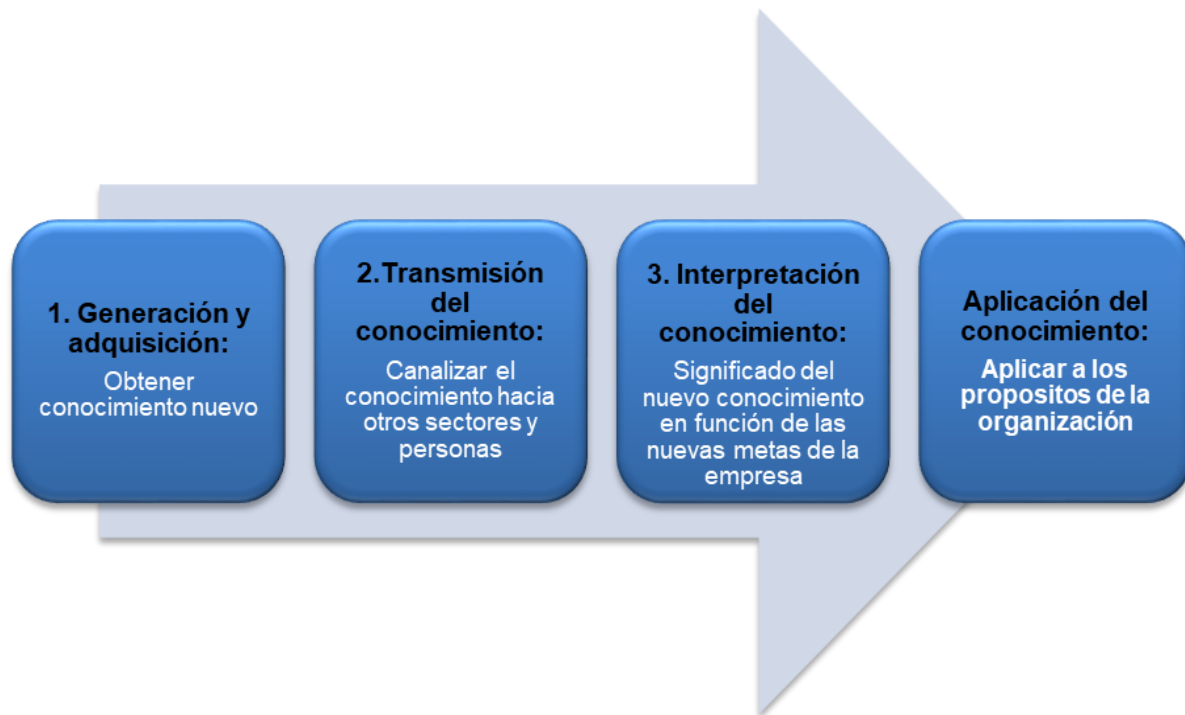 1. Generación y
adquisición:
Obtener
conocimiento nuevo
2.Transmisión
del
conocimiento:
Canalizar el
conocimiento hacia
otros sectores y
personas
3. Interpretación
del
conocimiento:
Significado del
nuevo conocimiento
en función de las
nuevas metas de la
empresa
Aplicación del
conocimiento:
Aplicar a los
propositos de la
organización